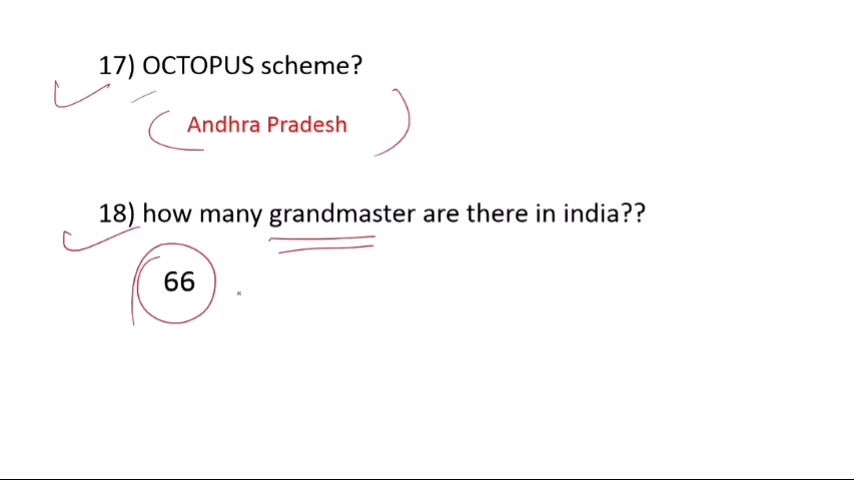 17) OCTOPUS scheme?
Andhra Pradesh
18) how many grandmaster are there in india??
66